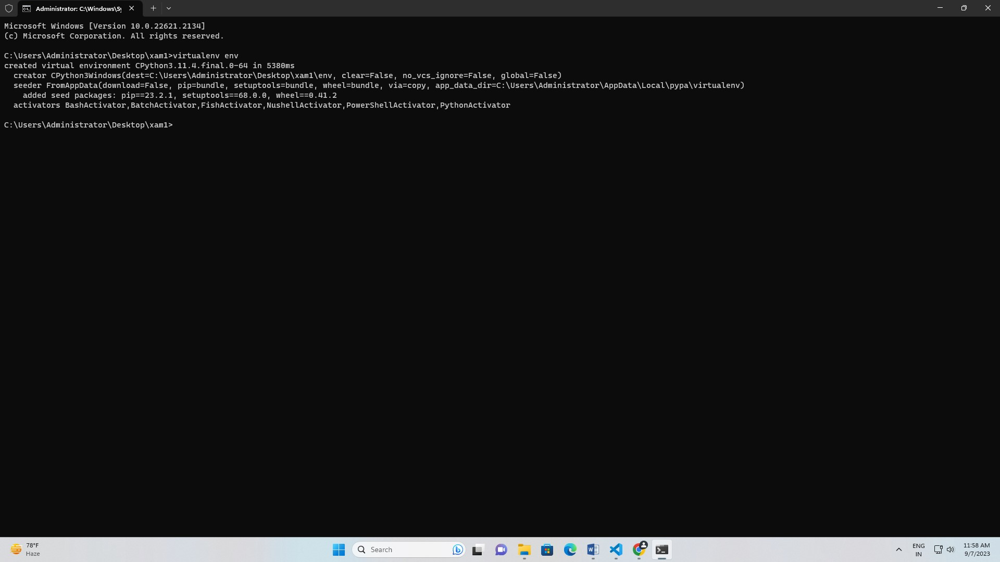 Administrator: C:\Windows\Sy
Microsoft Windows [Version 10.0.22621.2134]
(c) Microsoft Corporation. All rights reserved.
C:\Users\Administrator\Desktop\xam1>virtualenv env
created virtual environment CPython3.11.4.final.0-64 in 5380ms
  creator CPython3Windows(dest=C:\Users\Administrator\Desktop\xam1\env, clear=False, no_vcs_ignore=False, global=False)
  seeder FromAppData(download=False, pip=bundle, setuptools=bundle, wheel=bundle, via=copy, app_data_dir=C:\Users\Administrator\AppData\Local\pypa\virtualenv)
    added seed packages: pip==23.2.1, setuptools==68.0.0, wheel==0.41.2
  activators BashActivator,BatchActivator,FishActivator,NushellActivator,PowerShellActivator,PythonActivator
C:\Users\Administrator\Desktop\xam1>
78°F
Haze
Search
ENG
IN
11:58 AM
9/7/2023